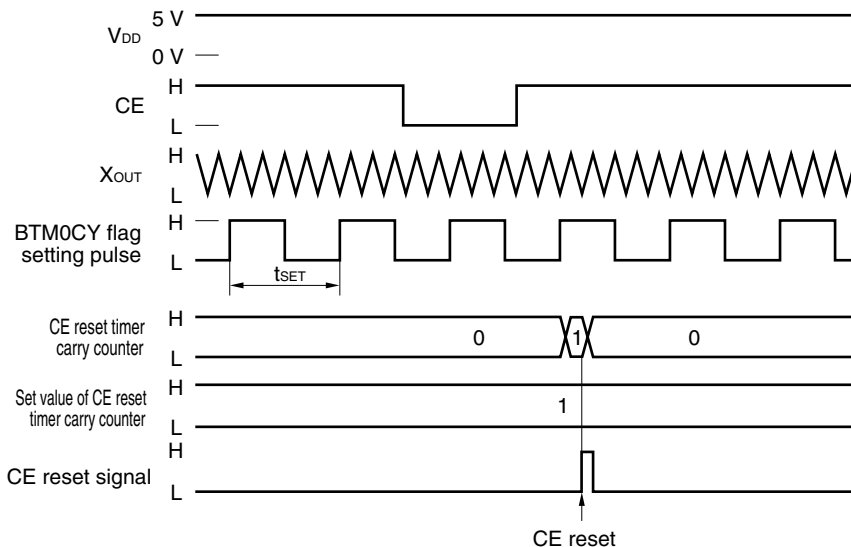 5 V
VDD
0 V
H
CE
L
H
XOUT
L
H
BTM0CY flag
setting pulse
L
tSET
H
CE reset timer
carry counter
0
1
0
L
H
Set value of CE reset
timer carry counter
1
L
H
CE reset signal
L
CE reset